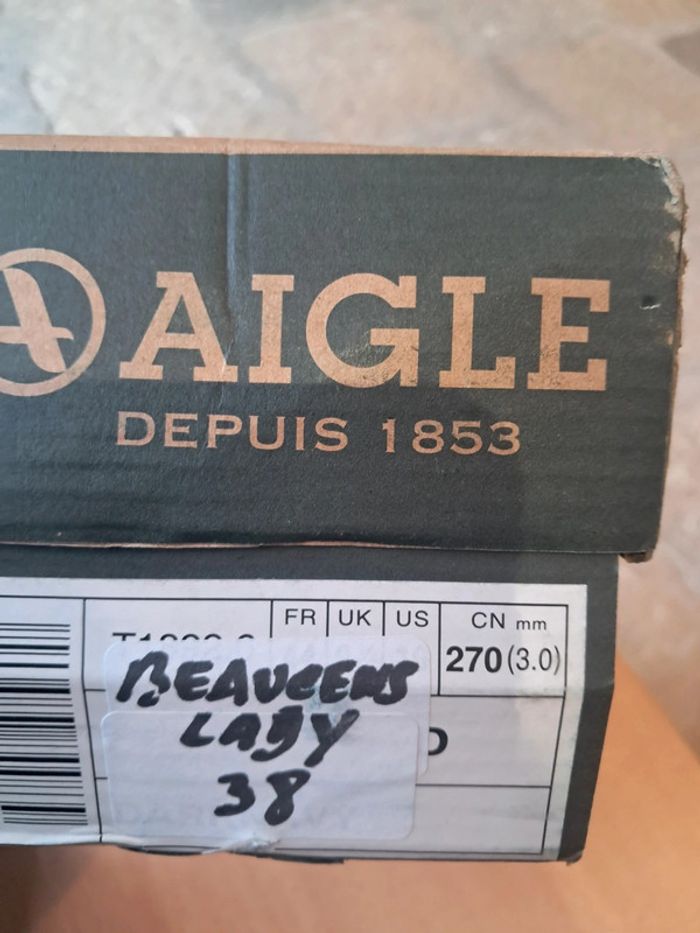 AIGLE
DEPUIS 1853
FR UK US CN mm
270 (3.0)
BEAUCENS
LADY
38